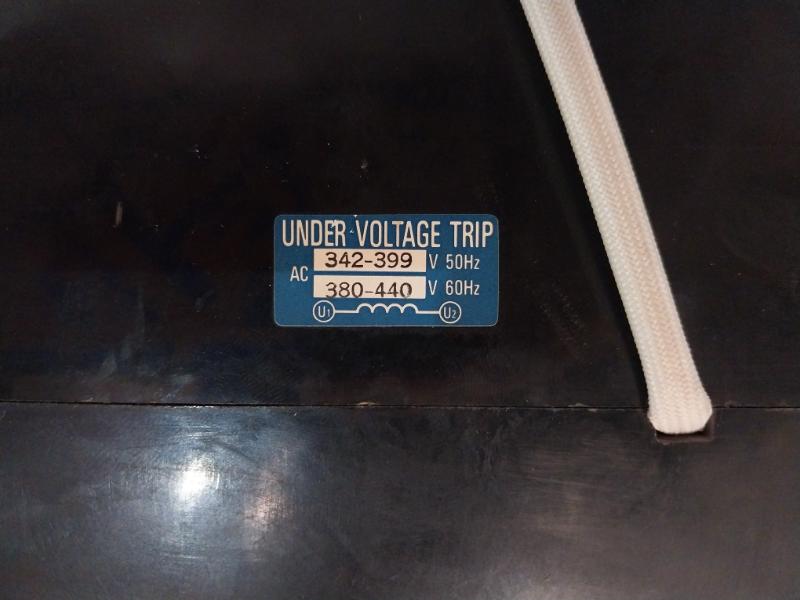 UNDER VOLTAGE TRIP
AC 342-399 V 50Hz
380-440 V 60Hz
U1 U2